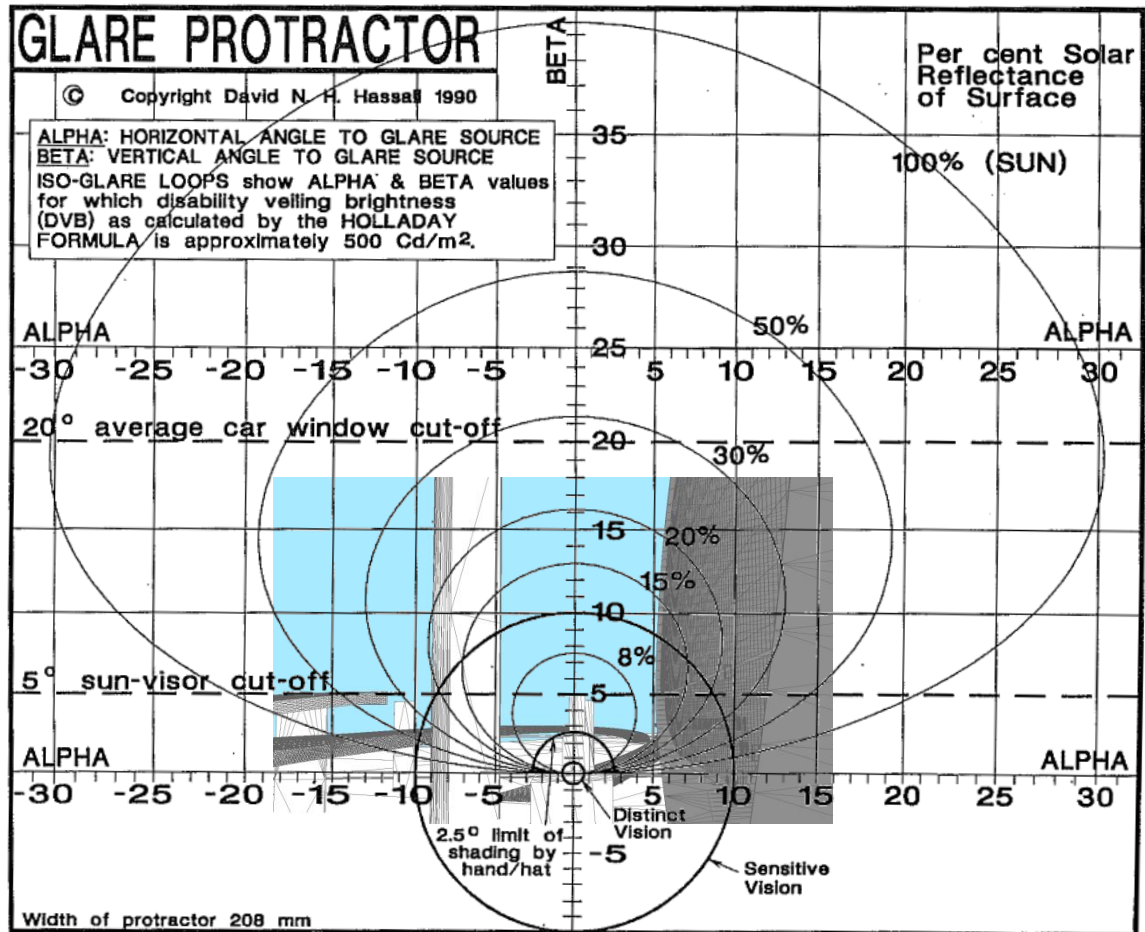 GLARE PROTRACTOR
© Copyright David N. H. Hassall 1990
BETA
Per cent Solar
Reflectance
of Surface
ALPHA: HORIZONTAL ANGLE TO GLARE SOURCE
BETA: VERTICAL ANGLE TO GLARE SOURCE
ISO-GLARE LOOPS show ALPHA & BETA values
for which disability veiling brightness
(DVB) as calculated by the HOLLADAY
FORMULA is approximately 500 Cd/m².
35
100% (SUN)
30
50%
ALPHA
25
ALPHA
-30 -25 -20 -15 -10 -5 5 10 15 20 25 30
20° average car window cut-off
20
30%
15
20%
15%
10
8%
5° sun-visor cut-off
5
ALPHA
ALPHA
-30 -25 -20 -15 -10 -5 5 10 15 20 25 30
Distinct
Vision
2.5° limit of
shading by
hand/hat
-5
Sensitive
Vision
Width of protractor 208 mm